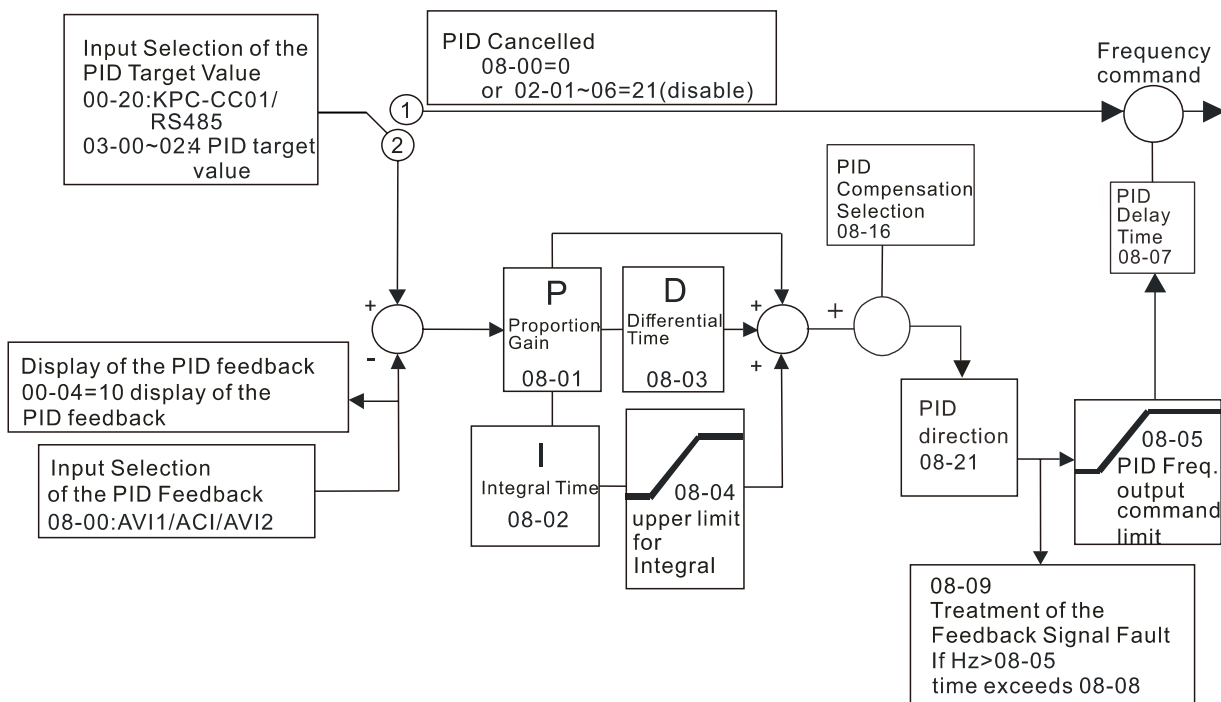 Input Selection of the
PID Target Value
00-20:KPC-CC01/
RS485
03-00~02:4 PID target
value
PID Cancelled
08-00=0
or 02-01~06=21(disable)
1
2
Frequency
command
PID
Compensation
Selection
08-16
PID
Delay
Time
08-07
+
-
P
Proportion
Gain
08-01
D
Differential
Time
08-03
+
+
+
Display of the PID feedback
00-04=10 display of the
PID feedback
Input Selection
of the PID Feedback
08-00:AVI1/ACI/AVI2
I
Integral Time
08-02
08-04
upper limit
for
Integral
PID
direction
08-21
08-05
PID Freq.
output
command
limit
08-09
Treatment of the
Feedback Signal Fault
If Hz>08-05
time exceeds 08-08